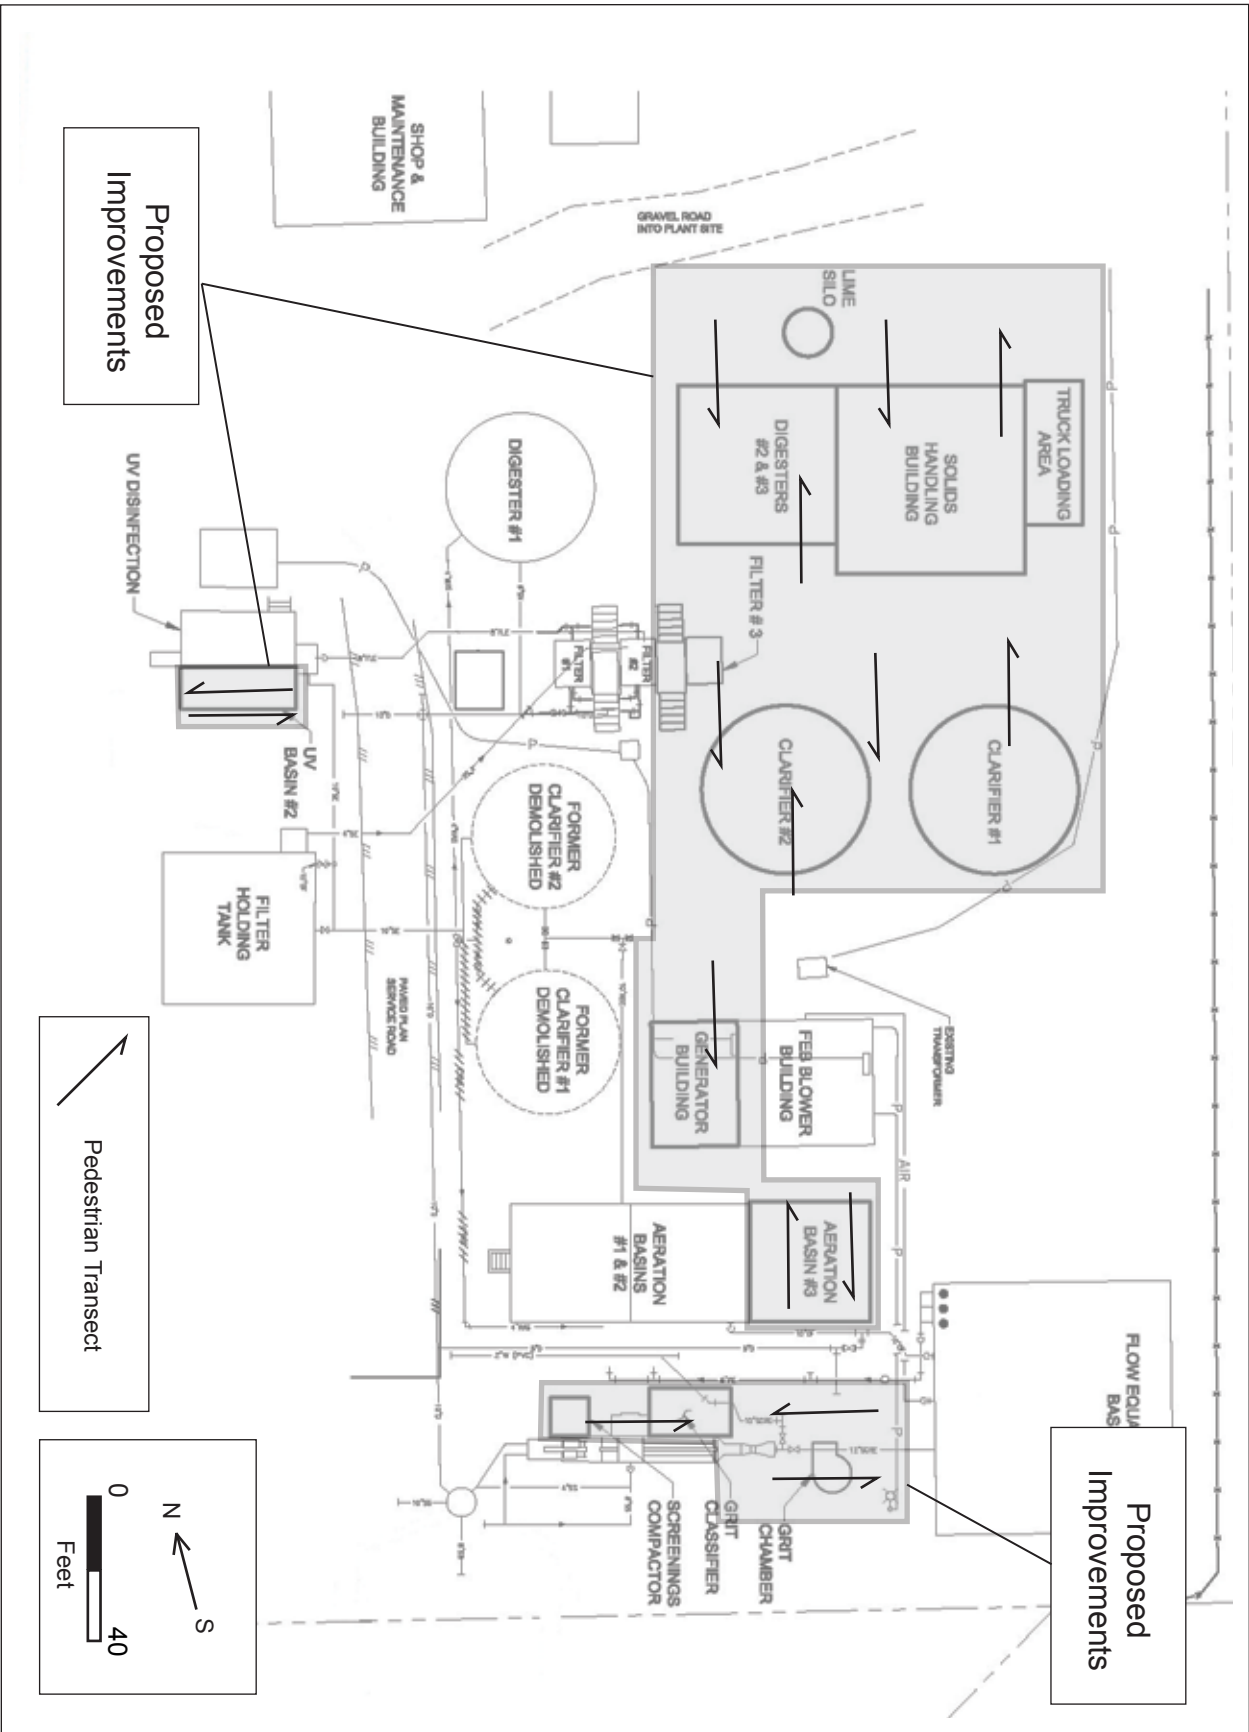 SHOP &
MAINTENANCE
BUILDING
Proposed
Improvements
GRAVEL ROAD
INTO PLANT SITE
LIME
SILO
TRUCK LOADING
AREA
SOLIDS
HANDLING
BUILDING
DIGESTERS
#2 & #3
DIGESTER #1
UV DISINFECTION
FILTER # 3
FILTER
#2
FILTER
#1
CLARIFIER #1
CLARIFIER #2
UV
BASIN #2
FORMER
CLARIFIER #2
DEMOLISHED
FORMER
CLARIFIER #1
DEMOLISHED
FILTER
HOLDING
TANK
PAVED PLAN
SERVICE ROAD
EXISTING
TRANSFORMER
FEB BLOWER
BUILDING
GENERATOR
BUILDING
AIR
P
P
P
P
P
P
P
P
P
P
AERATION
BASIN #3
AERATION
BASINS
#1 & #2
FLOW EQUA
BAS
GRIT
CHAMBER
GRIT
CLASSIFIER
SCREENINGS
COMPACTOR
Proposed
Improvements
Pedestrian Transect
N
S
0
40
Feet